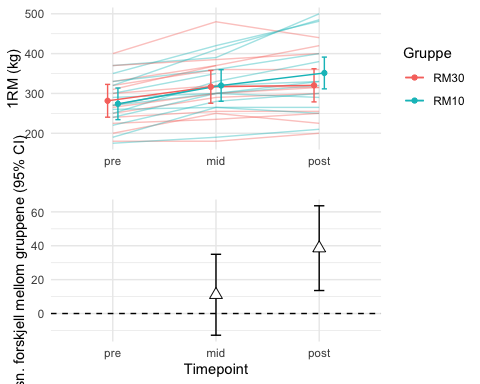 500
400
300
200
1RM (kg)
pre mid post
Gruppe
RM30
RM10
60
40
20
0
sn. forskjell mellom gruppene (95% CI)
pre mid post
Timepoint